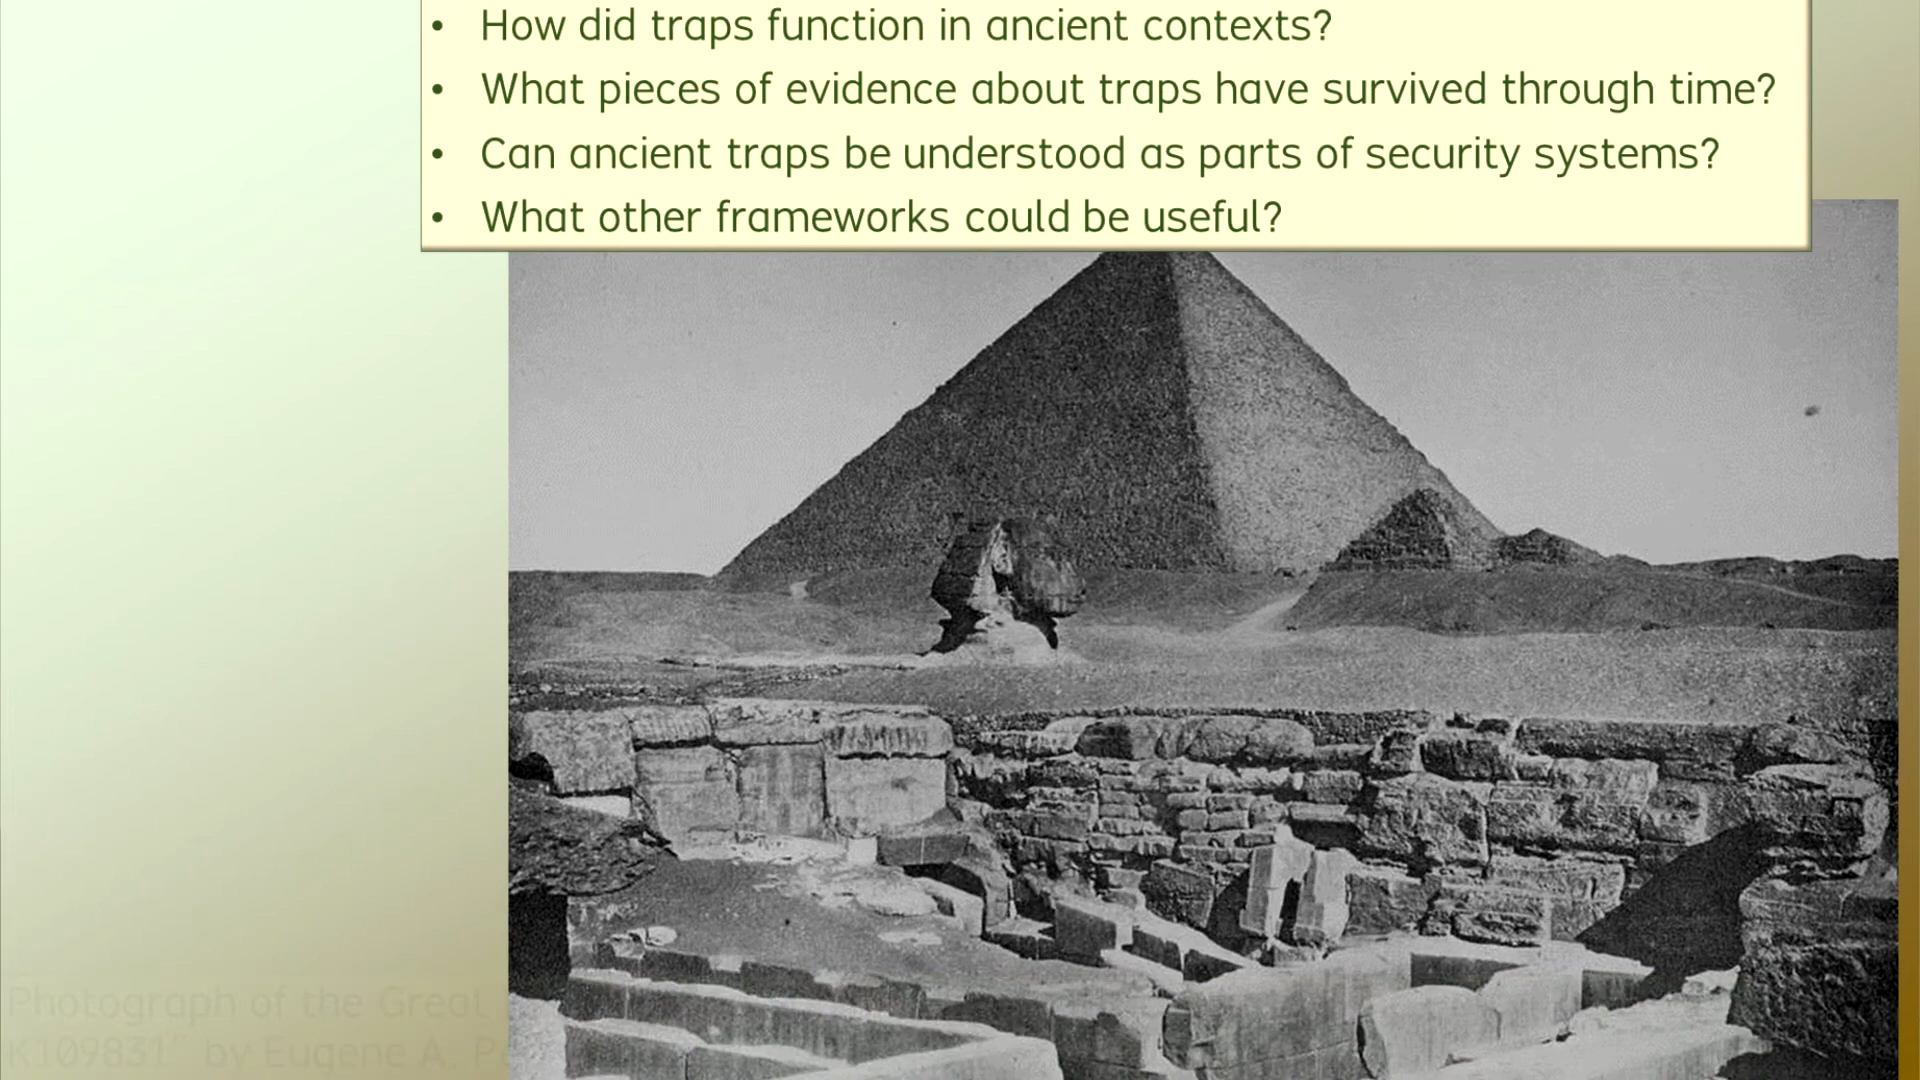 • How did traps function in ancient contexts?
• What pieces of evidence about traps have survived through time?
• Can ancient traps be understood as parts of security systems?
• What other frameworks could be useful?
Photograph of the Great
K109831" by Eugene A.